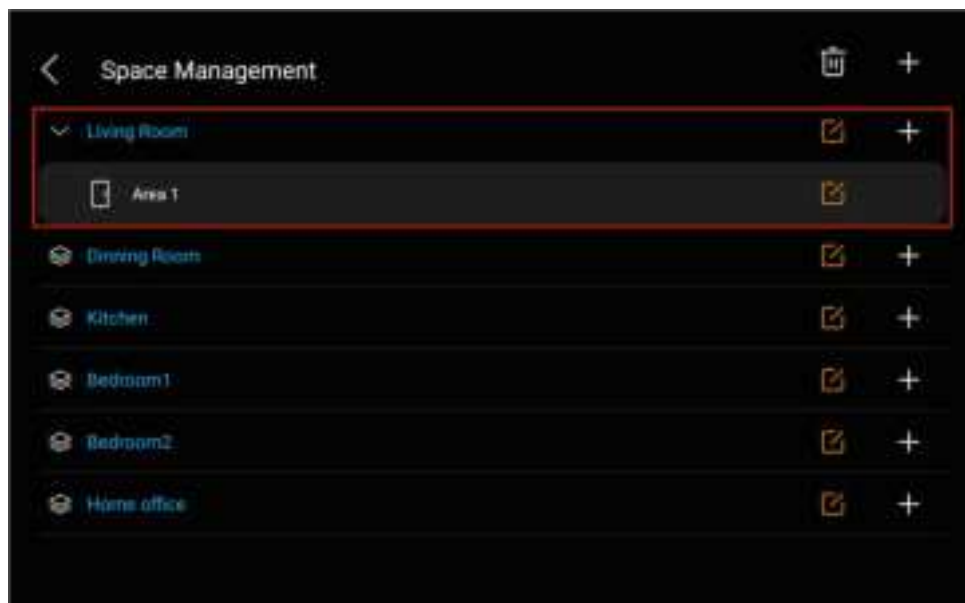 Space Management
Living Room
Area 1
Dinning Room
Kitchen
Bedroom1
Bedroom2
Home office